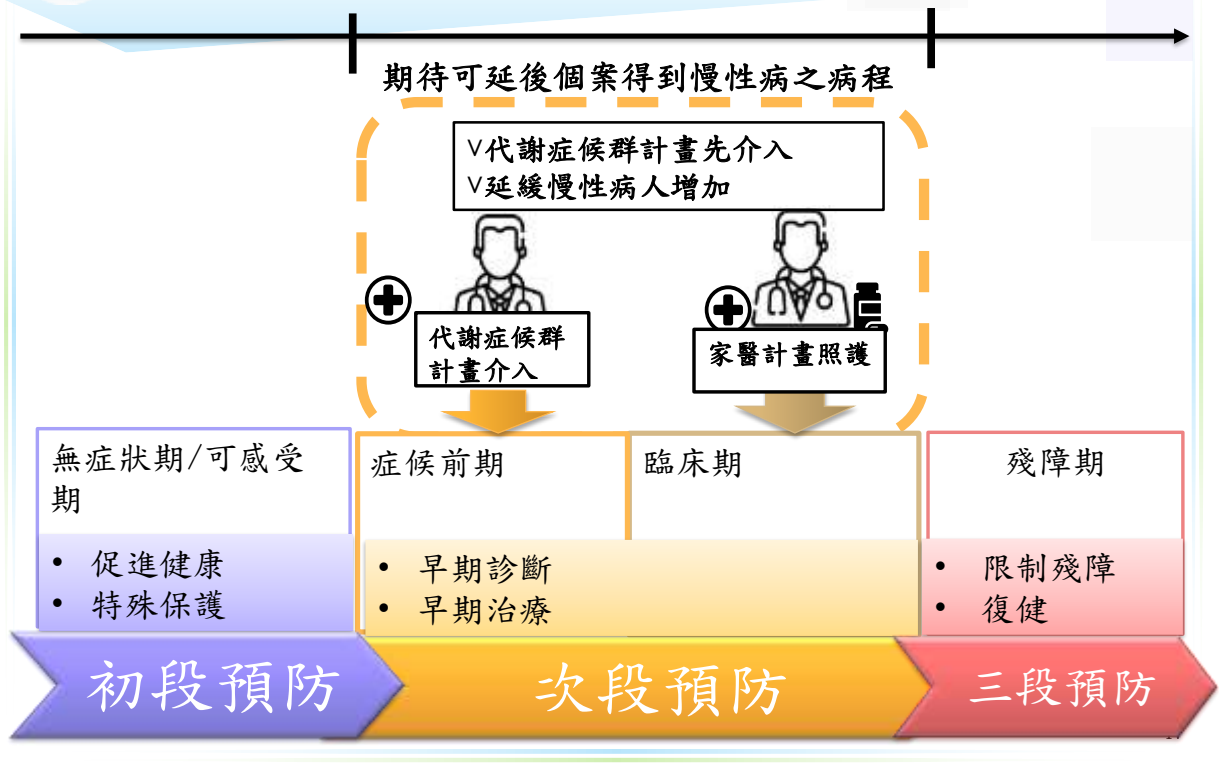 期待可延後個案得到慢性病之病程
∨代謝症候群計畫先介入
∨延緩慢性病人增加
代謝症候群
計畫介入
家醫計畫照護
無症狀期/可感受
期
症候前期
臨床期
殘障期
• 促進健康
• 特殊保護
• 早期診斷
• 早期治療
• 限制殘障
• 復健
初段預防
次段預防
三段預防